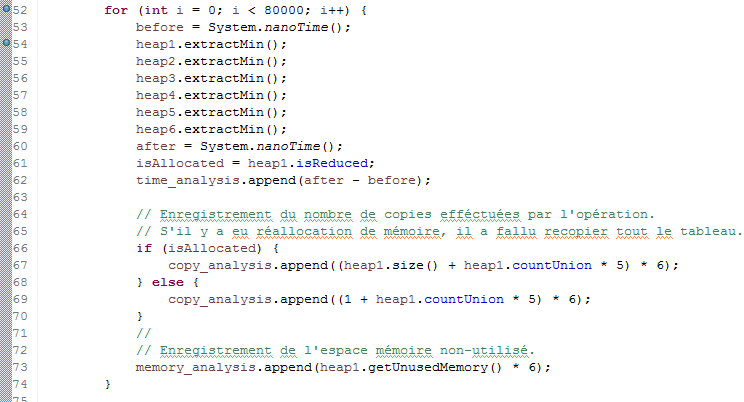 52 for (int i = 0; i < 80000; i++) {
53 before = System.nanoTime();
54 heap1.extractMin();
55 heap2.extractMin();
56 heap3.extractMin();
57 heap4.extractMin();
58 heap5.extractMin();
59 heap6.extractMin();
60 after = System.nanoTime();
61 isAllocated = heap1.isReduced;
62 time_analysis.append(after - before);
63
64 // Enregistrement du nombre de copies efféctuées par l'opération.
65 // S'il y a eu réallocation de mémoire, il a fallu recopier tout le tableau.
66 if (isAllocated) {
67 copy_analysis.append((heap1.size() + heap1.countUnion * 5) * 6);
68 } else {
69 copy_analysis.append((1 + heap1.countUnion * 5) * 6);
70 }
71 //
72 // Enregistrement de l'espace mémoire non-utilisé.
73 memory_analysis.append(heap1.getUnusedMemory() * 6);
74 }
75